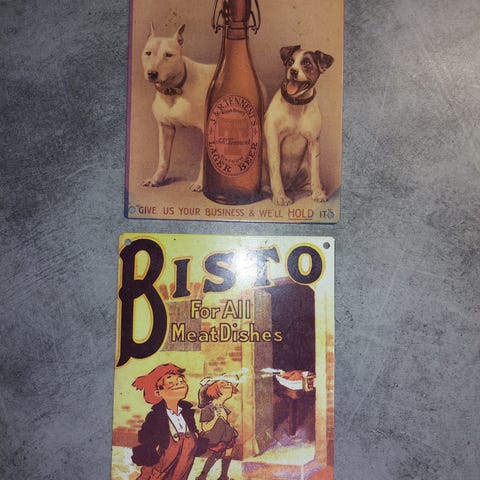 J. & R. TENNENT'S
LAGER BEER
GIVE US YOUR BUSINESS & WE'LL HOLD IT
BISTO
For All
Meat Dishes